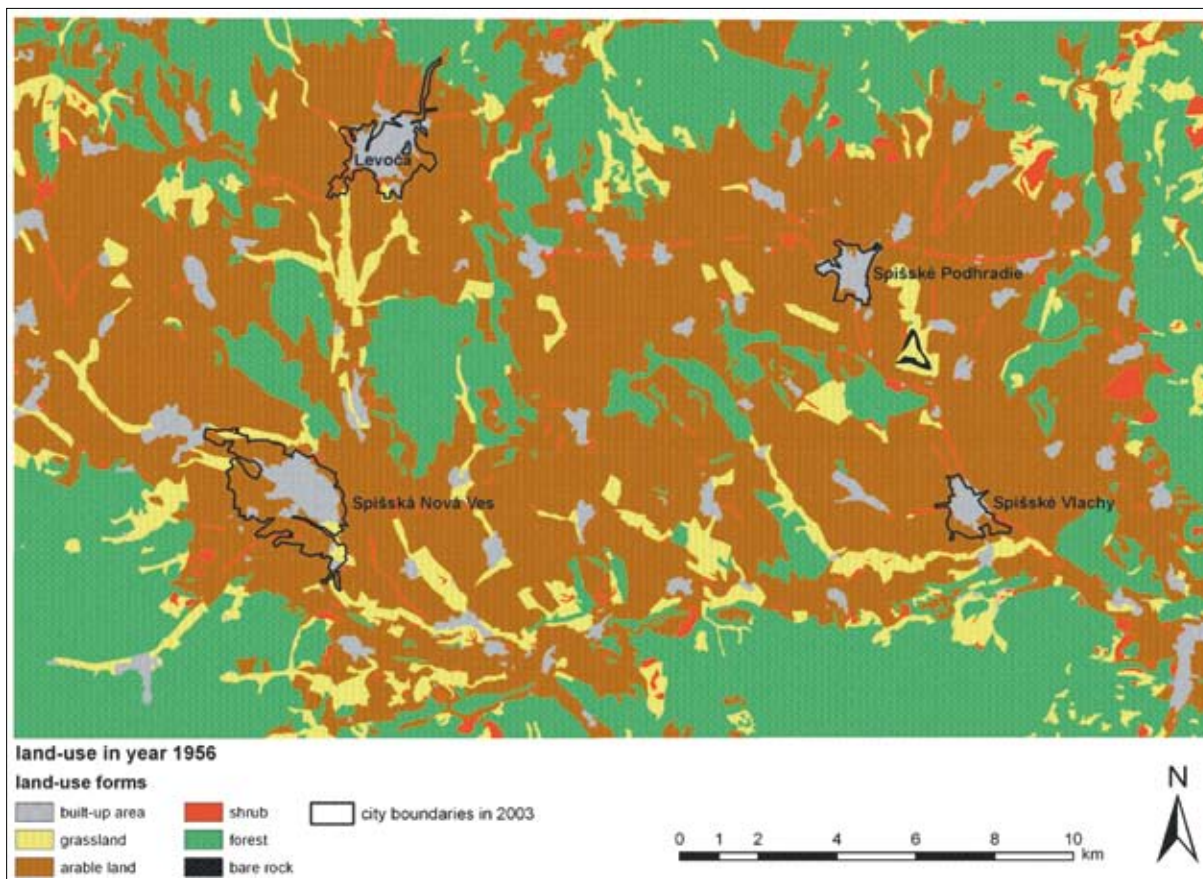 Levoča
Spišské Podhradie
Spišská Nová Ves
Spišské Vlachy
land-use in year 1956
land-use forms
built-up area
shrub
city boundaries in 2003
grassland
forest
arable land
bare rock
N
0 1 2 4 6 8 10
km